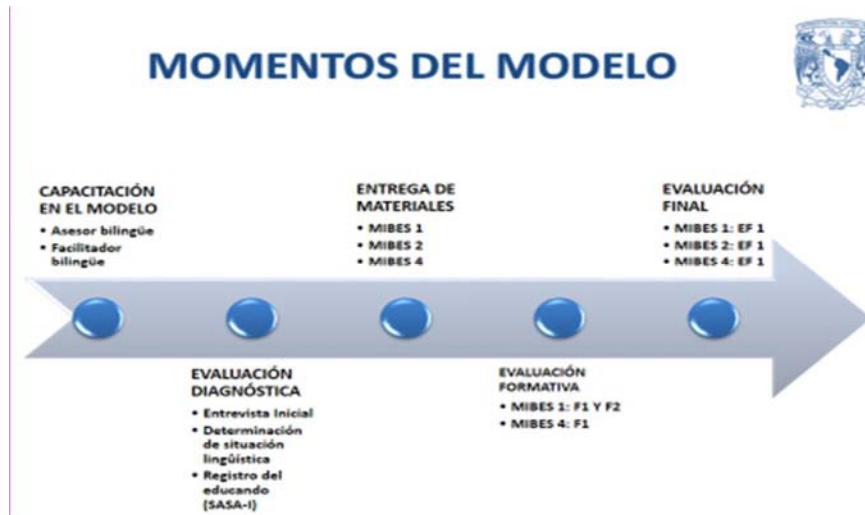 MOMENTOS DEL MODELO
CAPACITACIÓN
EN EL MODELO
• Asesor bilingüe
• Facilitador
bilingüe
EVALUACIÓN
DIAGNÓSTICA
• Entrevista Inicial
• Determinación
de situación
lingüística
• Registro del
educando
(SASA-I)
ENTREGA DE
MATERIALES
• MIBES 1
• MIBES 2
• MIBES 4
EVALUACIÓN
FORMATIVA
• MIBES 1: F1 Y F2
• MIBES 4: F1
EVALUACIÓN
FINAL
• MIBES 1: EF 1
• MIBES 2: EF 1
• MIBES 4: EF 1